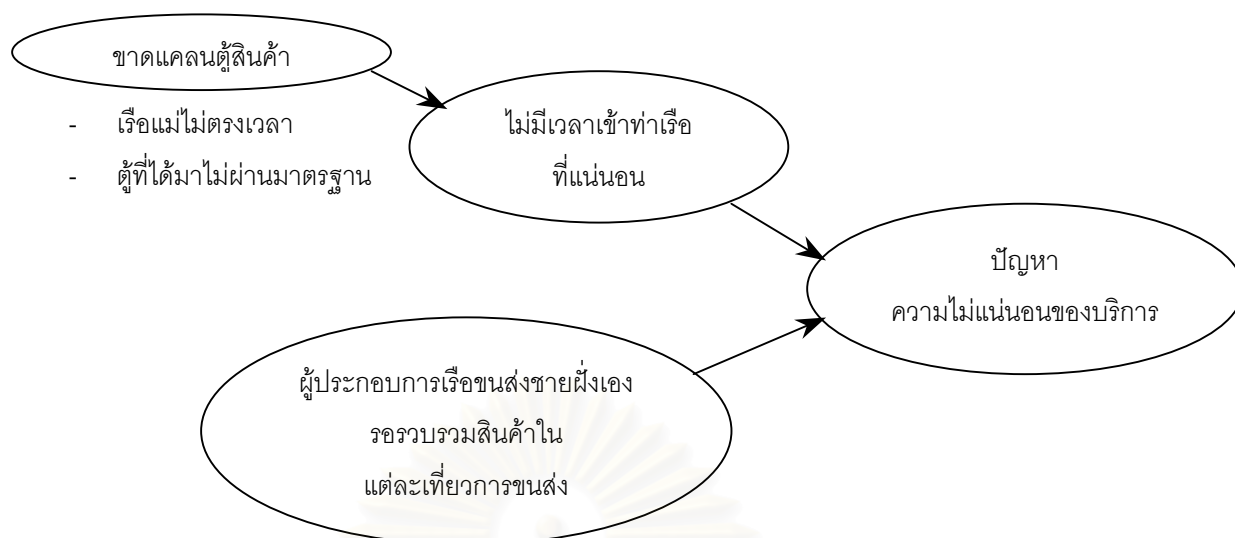 ขาดแคลนตู้สินค้า
- เรือแม่ไม่ตรงเวลา
- ตู้ที่ได้มาไม่ผ่านมาตรฐาน
ไม่มีเวลาเข้าท่าเรือ
ที่แน่นอน
ปัญหา
ความไม่แน่นอนของบริการ
ผู้ประกอบการเรือขนส่งชายฝั่งเอง
รอรวบรวมสินค้าใน
แต่ละเที่ยวการขนส่ง